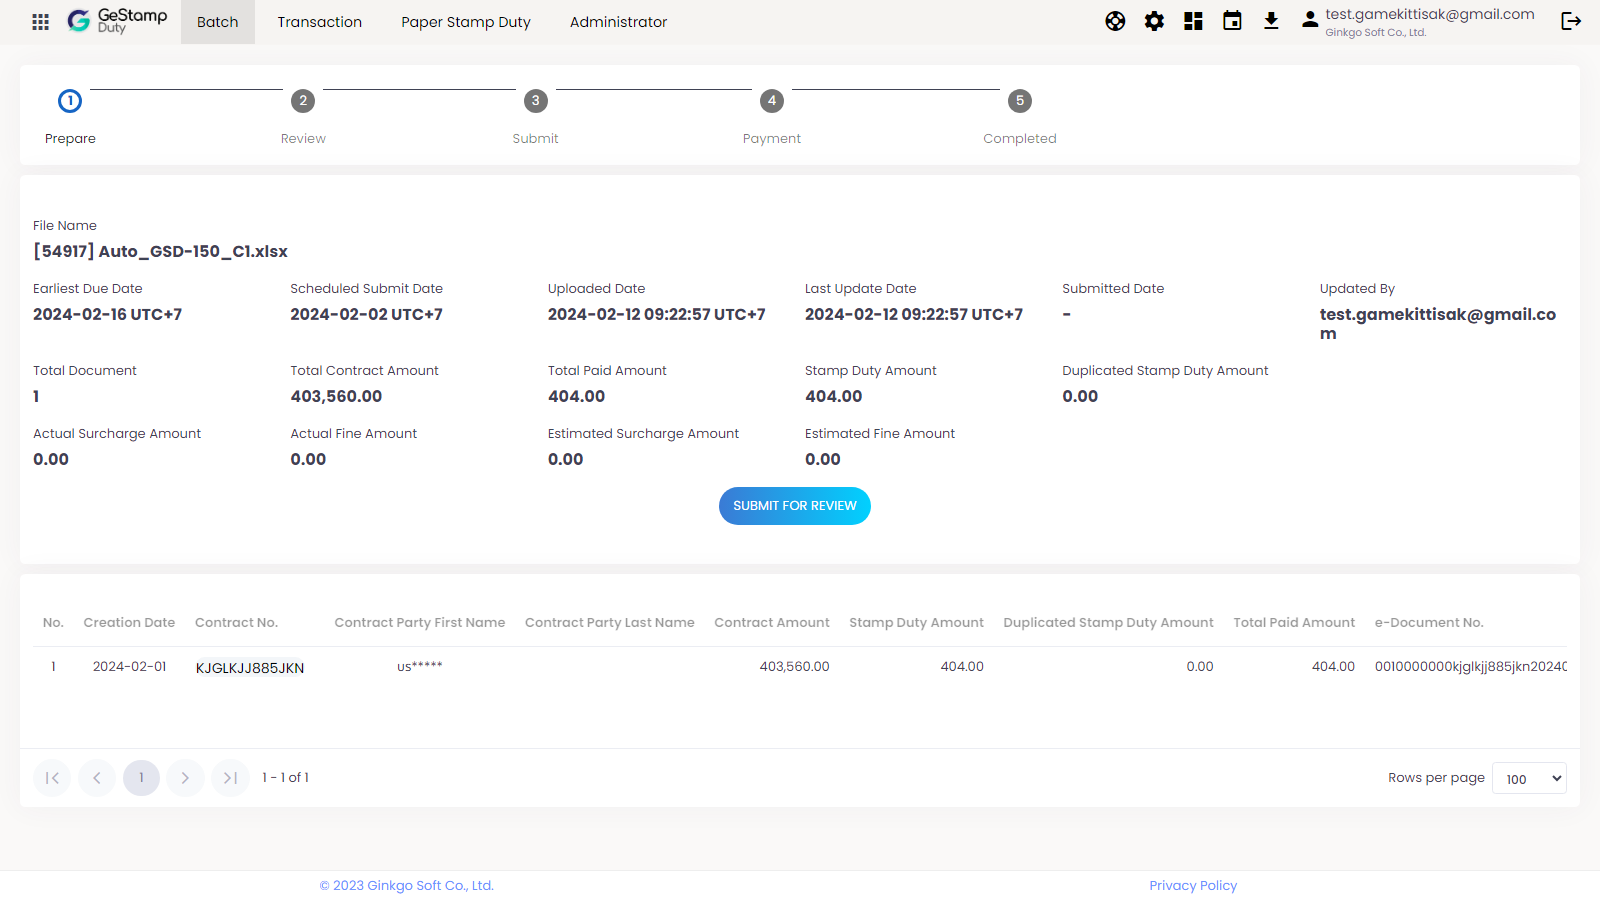 GeStamp
Duty
Batch
Transaction
Paper Stamp Duty
Administrator
test.gamekittisak@gmail.com
Ginkgo Soft Co., Ltd.
1
2
3
4
5
Prepare
Review
Submit
Payment
Completed
File Name
[54917] Auto_GSD-150_C1.xlsx
Earliest Due Date
Scheduled Submit Date
Uploaded Date
Last Update Date
Submitted Date
Updated By
2024-02-16 UTC+7
2024-02-02 UTC+7
2024-02-12 09:22:57 UTC+7
2024-02-12 09:22:57 UTC+7
-
test.gamekittisak@gmail.co
m
Total Document
Total Contract Amount
Total Paid Amount
Stamp Duty Amount
Duplicated Stamp Duty Amount
1
403,560.00
404.00
404.00
0.00
Actual Surcharge Amount
Actual Fine Amount
Estimated Surcharge Amount
Estimated Fine Amount
0.00
0.00
0.00
0.00
SUBMIT FOR REVIEW
No. Creation Date Contract No. Contract Party First Name Contract Party Last Name Contract Amount Stamp Duty Amount Duplicated Stamp Duty Amount Total Paid Amount e-Document No.
1 2024-02-01 KJGLKJJ885JKN us***** 403,560.00 404.00 0.00 404.00 0010000000kjglkjj885jkn2024
1
1 - 1 of 1
Rows per page
100
© 2023 Ginkgo Soft Co., Ltd.
Privacy Policy